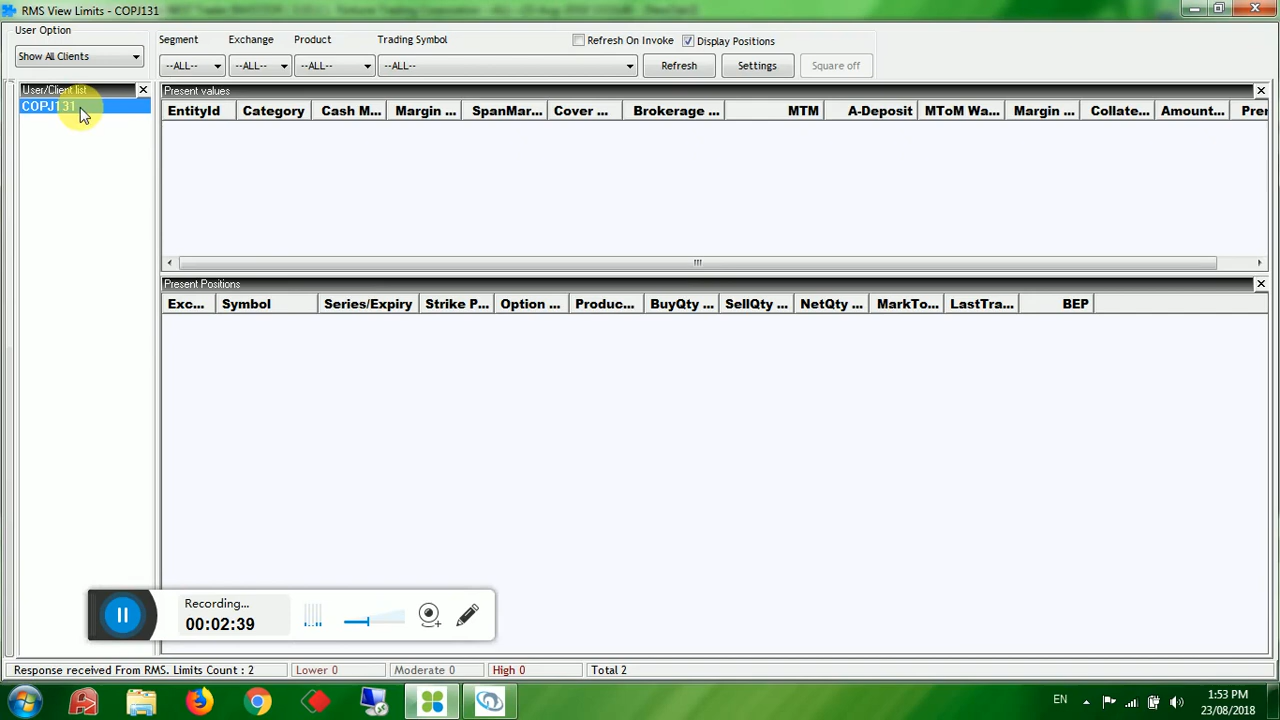 RMS View Limits - COPJ131
User Option
Show All Clients
Segment Exchange Product Trading Symbol
--ALL-- --ALL-- --ALL-- --ALL--
Refresh On Invoke Display Positions
Refresh Settings Square off
User/Client list
COPJ131
Present values
EntityId Category Cash M... Margin ... SpanMar... Cover ... Brokerage ... MTM A-Deposit MToM Wa... Margin ... Collate... Amount... Prer
Present Positions
Exc... Symbol Series/Expiry Strike P... Option ... Produc... BuyQty ... SellQty ... NetQty ... MarkTo... LastTra... BEP
Recording...
00:02:39
Response received From RMS. Limits Count : 2 Lower 0 Moderate 0 High 0 Total 2
EN
1:53 PM
23/08/2018